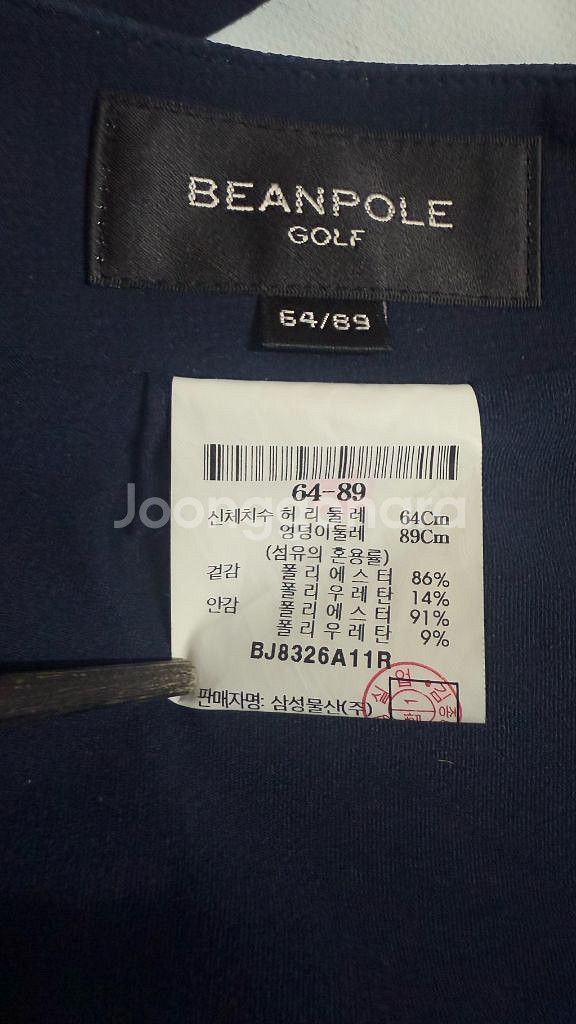 BEANPOLE
GOLF
64/89
64-89
Joonggonara
신체치수 허리둘레 64Cm
엉덩이둘레 89Cm
(섬유의 혼용률)
겉감 폴리에스터 86%
폴리우레탄 14%
안감 폴리에스터 91%
폴리우레탄 9%
BJ8326A11R
판매자명: 삼성물산(주)